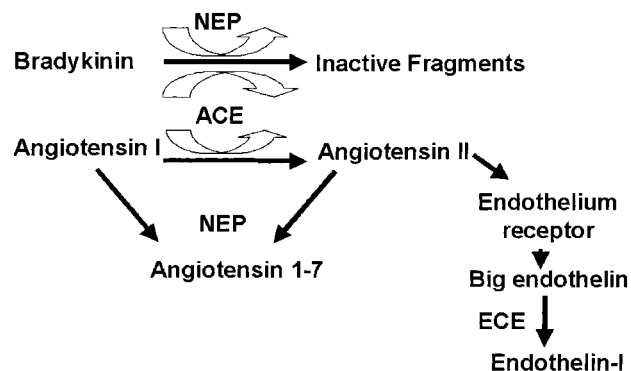 NEP
Bradykinin
Inactive Fragments
ACE
Angiotensin I
Angiotensin II
NEP
Endothelium
receptor
Angiotensin 1-7
Big endothelin
ECE
Endothelin-I